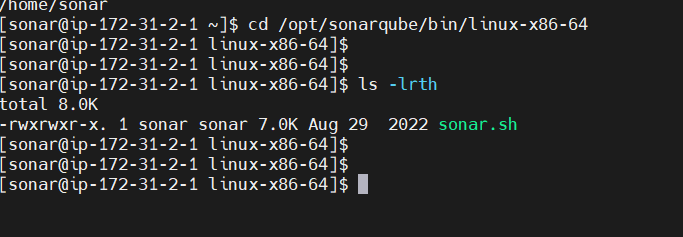 /home/sonar
[sonar@ip-172-31-2-1 ~]$ cd /opt/sonarqube/bin/linux-x86-64
[sonar@ip-172-31-2-1 linux-x86-64]$
[sonar@ip-172-31-2-1 linux-x86-64]$
[sonar@ip-172-31-2-1 linux-x86-64]$ ls -lrth
total 8.0K
-rwxrwxr-x. 1 sonar sonar 7.0K Aug 29  2022 sonar.sh
[sonar@ip-172-31-2-1 linux-x86-64]$
[sonar@ip-172-31-2-1 linux-x86-64]$
[sonar@ip-172-31-2-1 linux-x86-64]$